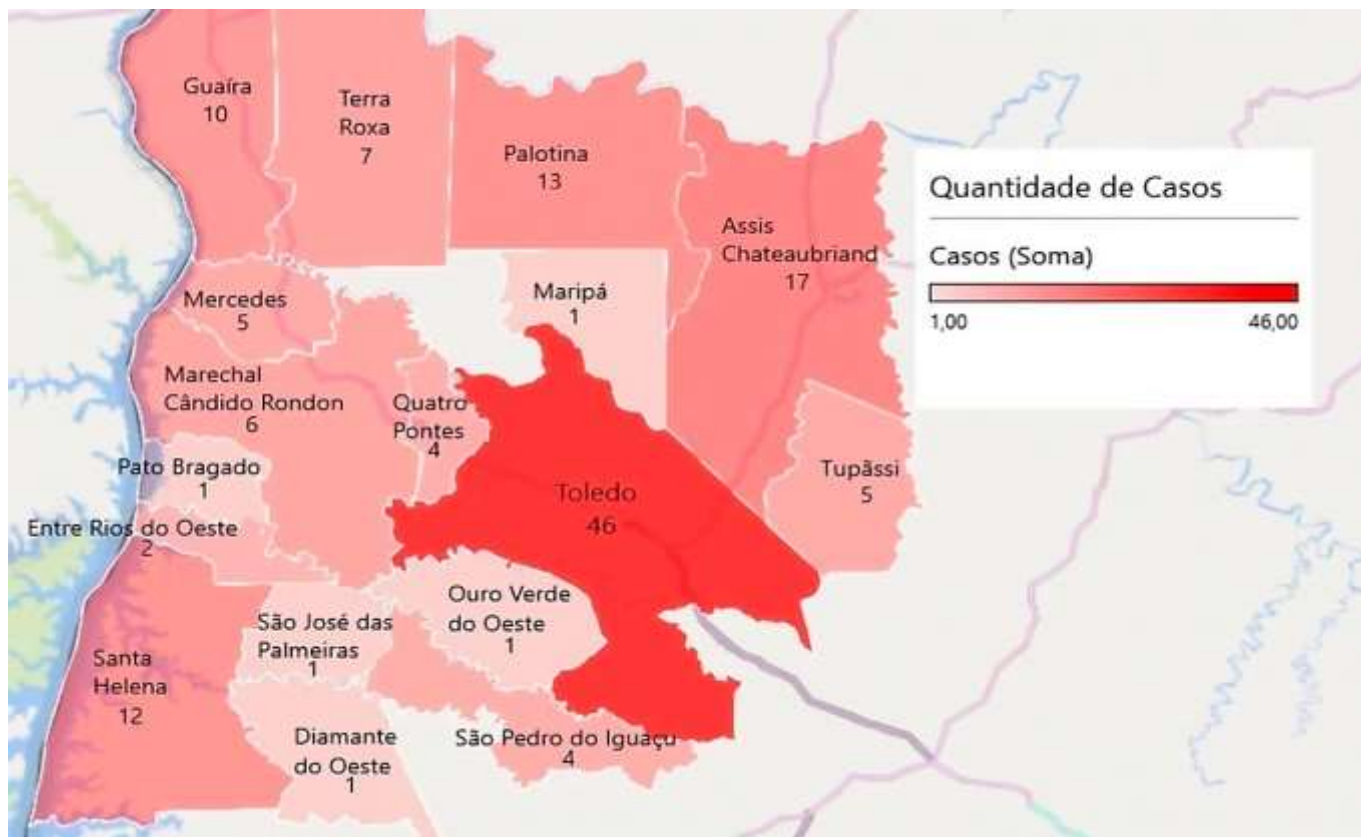 Guaíra
10
Terra
Roxa
7
Palotina
13
Assis
Chateaubriand
17
Quantidade de Casos
Casos (Soma)
1,00
46,00
Mercedes
5
Maripá
1
Marechal
Cândido Rondon
6
Quatro
Pontes
4
Pato Bragado
1
Tupãssi
5
Toledo
46
Entre Rios do Oeste
2
Ouro Verde
do Oeste
1
São José das
Palmeiras
1
Santa
Helena
12
Diamante
do Oeste
1
São Pedro do Iguaçu
4